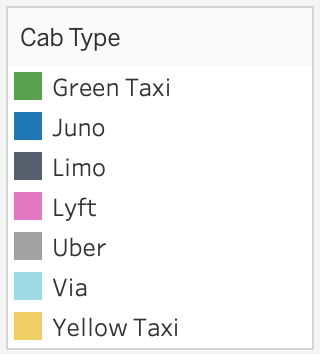 Cab Type
Green Taxi
Juno
Limo
Lyft
Uber
Via
Yellow Taxi